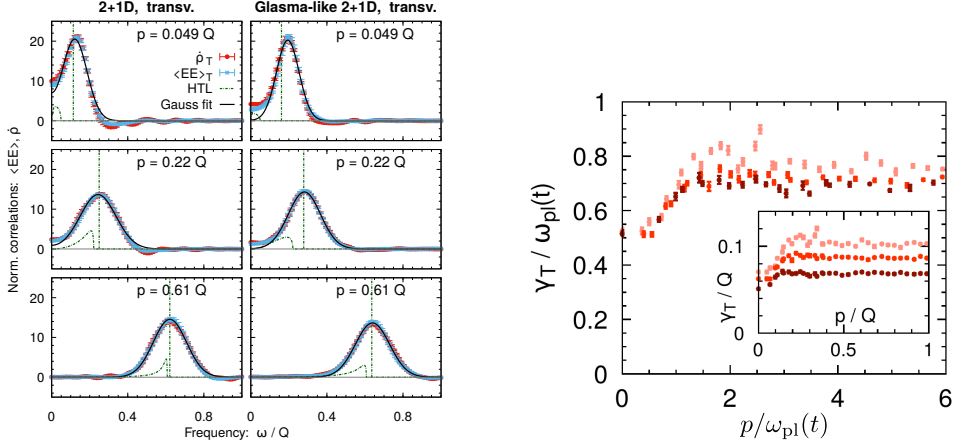 2+1D, transv.
Glasma-like 2+1D, transv.
Norm. correlations: <EE>, ρ̇
20
10
0
p = 0.049 Q
ρ̇_T
<EE>_T
HTL
Gauss fit
p = 0.049 Q
20
10
0
p = 0.22 Q
p = 0.22 Q
20
10
0
p = 0.61 Q
p = 0.61 Q
0 0.4 0.8 0 0.4 0.8
Frequency: ω / Q
γ_T / ω_pl(t)
1
0.8
0.6
0.4
0.2
0
0 2 4 6
p/ω_pl(t)
γ_T / Q
0.1
0
p / Q
0 0.5 1